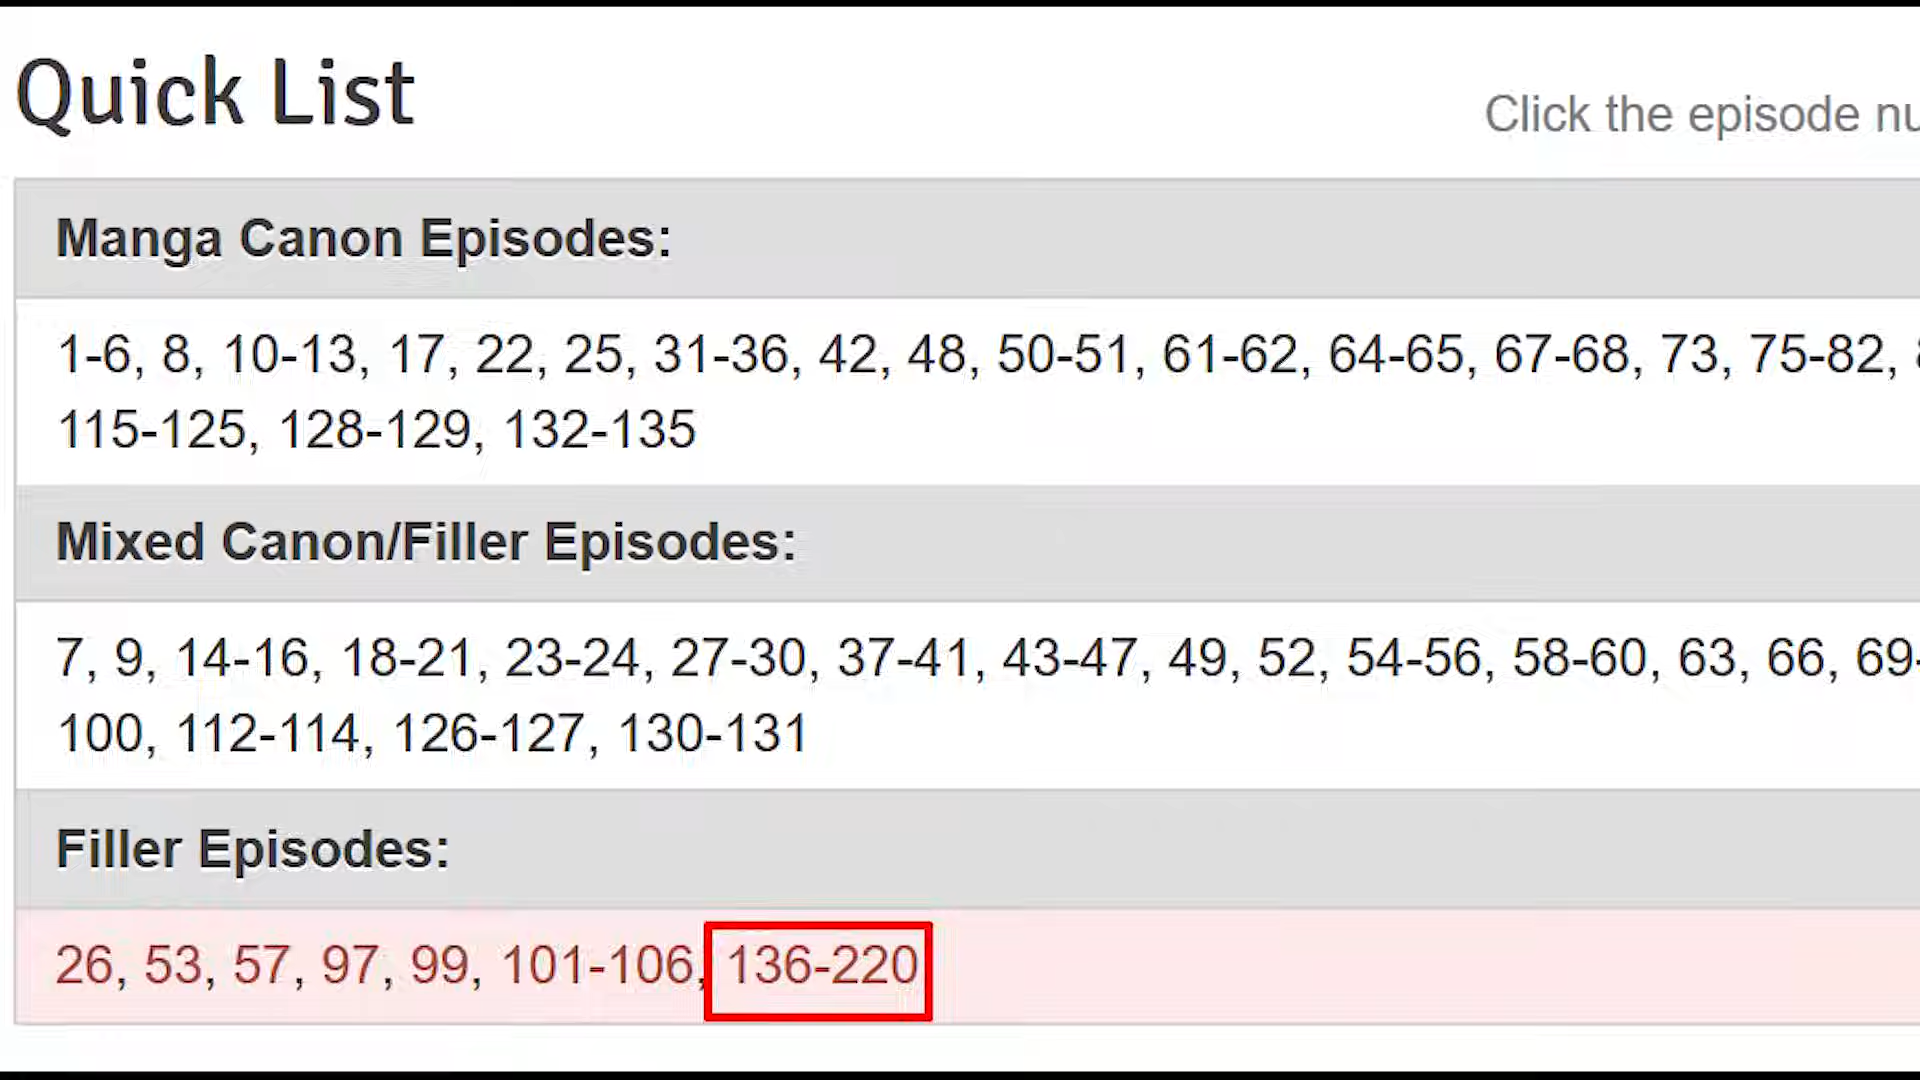 Quick List
Click the episode
Manga Canon Episodes:
1-6, 8, 10-13, 17, 22, 25, 31-36, 42, 48, 50-51, 61-62, 64-65, 67-68, 73, 75-82,
115-125, 128-129, 132-135
Mixed Canon/Filler Episodes:
7, 9, 14-16, 18-21, 23-24, 27-30, 37-41, 43-47, 49, 52, 54-56, 58-60, 63, 66, 69-
100, 112-114, 126-127, 130-131
Filler Episodes:
26, 53, 57, 97, 99, 101-106, 136-220